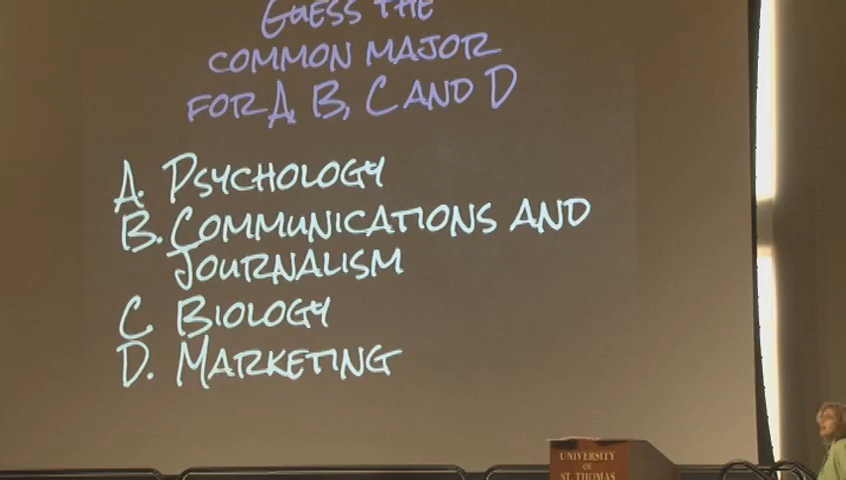 GUESS THE
COMMON MAJOR
FOR A, B, C AND D
A. PSYCHOLOGY
B. COMMUNICATIONS AND
JOURNALISM
C. BIOLOGY
D. MARKETING
UNIVERSITY
OF
ST. THOMAS